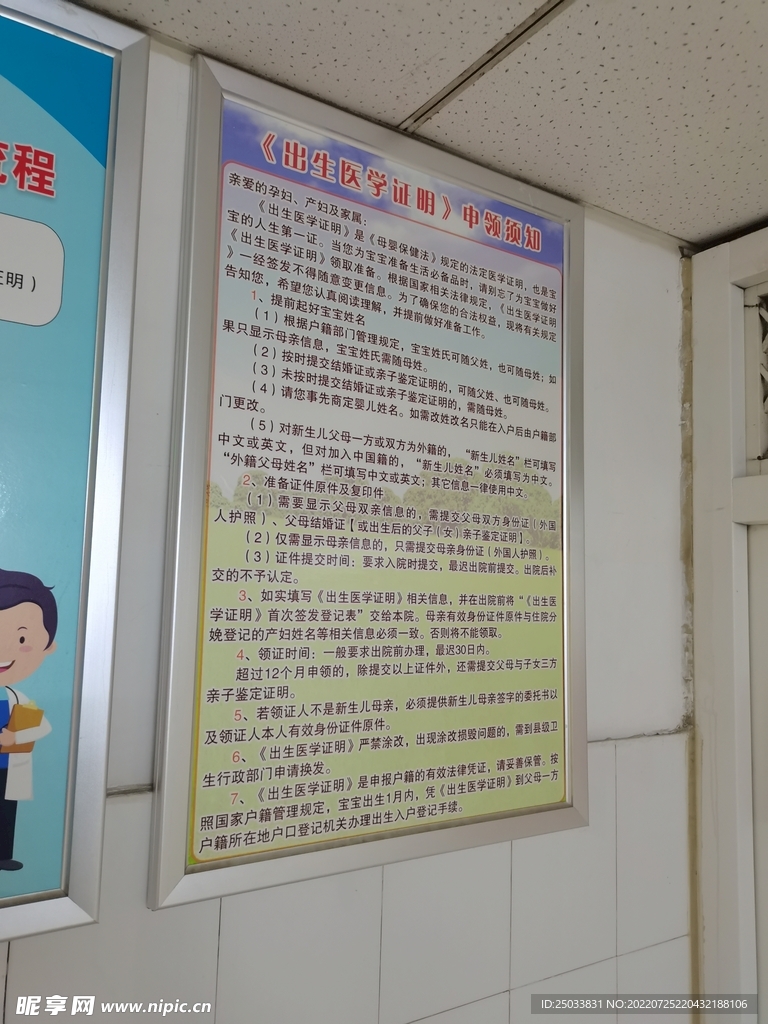 流程
证明）
《出生医学证明》申领须知
亲爱的孕妇、产妇及家属：
《出生医学证明》是《母婴保健法》规定的法定医学证明，也是宝
宝的人生第一证。当您为宝宝准备生活必备品时，请别忘了为宝宝做好
《出生医学证明》领取准备。根据国家相关法律规定，《出生医学证明
》一经签发不得随意变更信息。为了确保您的合法权益，现将有关规定
告知您，希望您认真阅读理解，并提前做好准备工作。
1、提前起好宝宝姓名
（1）根据户籍部门管理规定，宝宝姓氏可随父姓，也可随母姓；如
果只显示母亲信息，宝宝姓氏需随母姓。
（2）按时提交结婚证或亲子鉴定证明的，可随父姓、也可随母姓。
（3）未按时提交结婚证或亲子鉴定证明的，需随母姓。
（4）请您事先商定婴儿姓名。如需改姓改名只能在入户后由户籍部
门更改。
（5）对新生儿父母一方或双方为外籍的，“新生儿姓名”栏可填写
中文或英文，但对加入中国籍的，“新生儿姓名”必须填写为中文。
“外籍父母姓名”栏可填写中文或英文；其它信息一律使用中文。
2、准备证件原件及复印件
（1）需要显示父母双亲信息的，需提交父母双方身份证（外国
人护照）、父母结婚证【或出生后的父子（女）亲子鉴定证明】。
（2）仅需显示母亲信息的，只需提交母亲身份证（外国人护照）。
（3）证件提交时间：要求入院时提交，最迟出院前提交。出院后补
交的不予认定。
3、如实填写《出生医学证明》相关信息，并在出院前将“《出生医
学证明》首次签发登记表”交给本院。母亲有效身份证件原件与住院分
娩登记的产妇姓名等相关信息必须一致。否则将不能领取。
4、领证时间：一般要求出院前办理，最迟30日内。
超过12个月申领的，除提交以上证件外，还需提交父母与子女三方
亲子鉴定证明。
5、若领证人不是新生儿母亲，必须提供新生儿母亲签字的委托书以
及领证人本人有效身份证件原件。
6、《出生医学证明》严禁涂改，出现涂改损毁问题的，需到县级卫
生行政部门申请换发。
7、《出生医学证明》是申报户籍的有效法律凭证，请妥善保管。按
照国家户籍管理规定，宝宝出生1月内，凭《出生医学证明》到父母一方
户籍所在地户口登记机关办理出生入户登记手续。
昵享网 www.nipic.cn
ID:25033831 NO:20220725220432188106